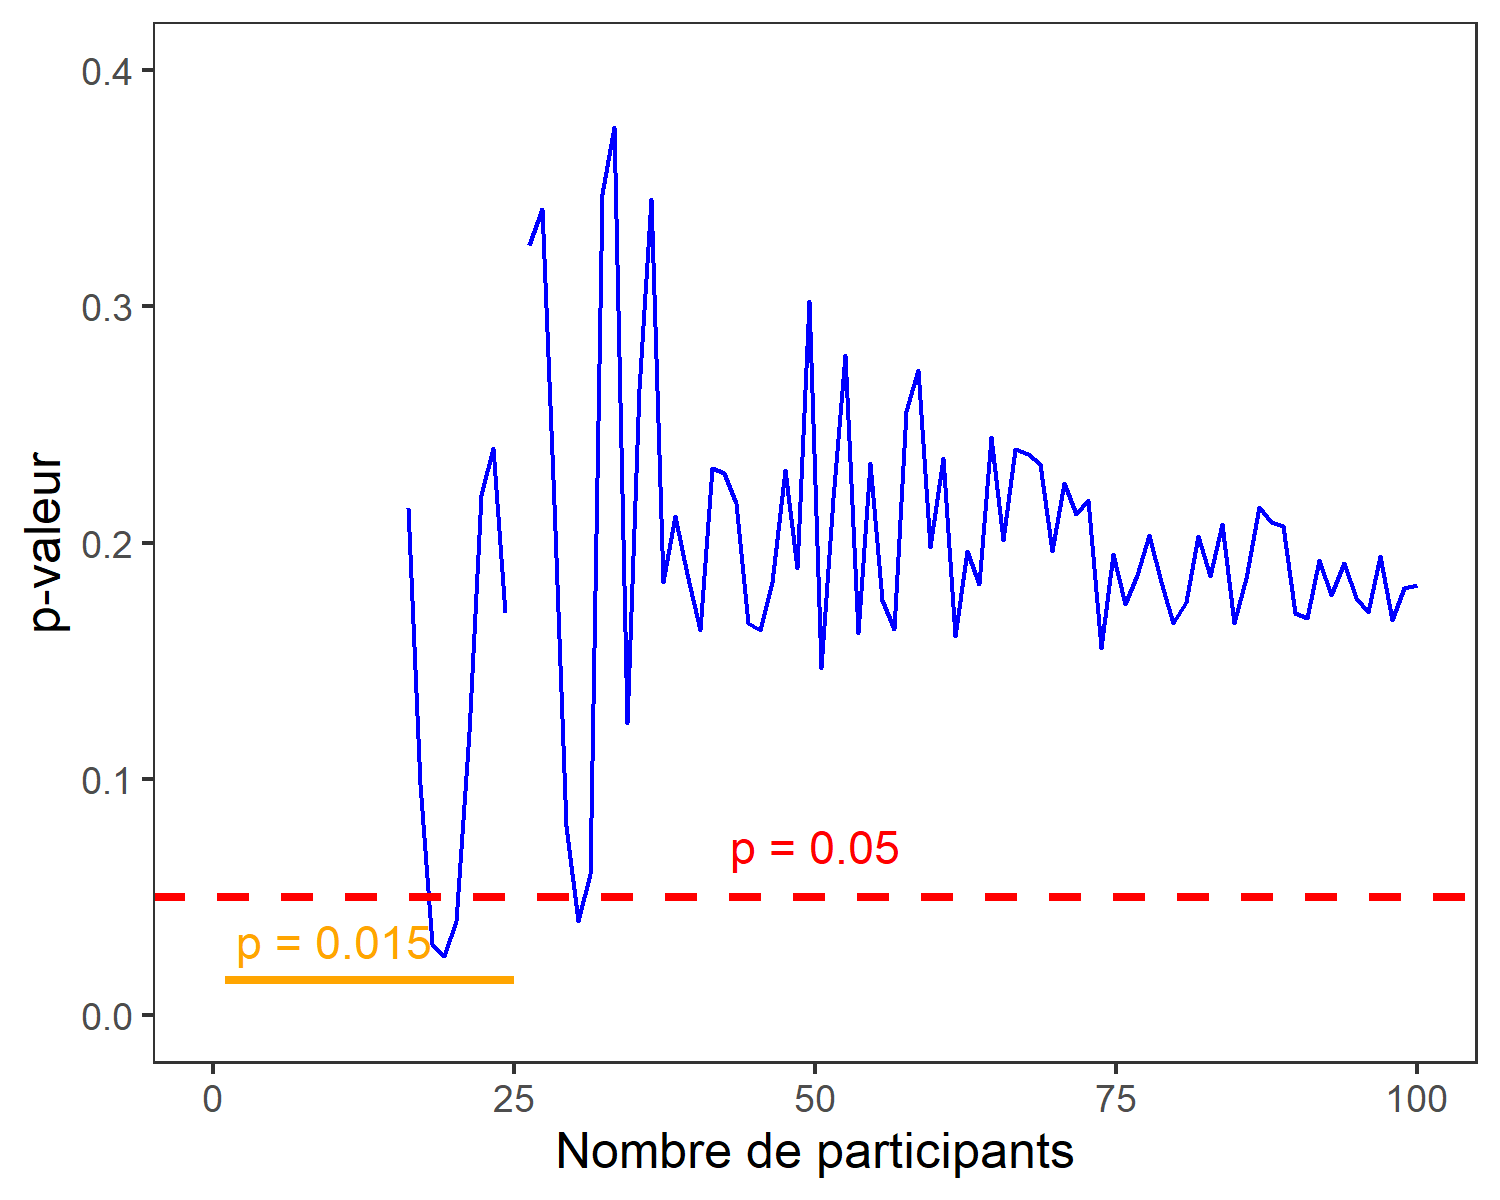 0.4
0.3
0.2
0.1
0.0
p-valeur
p = 0.05
p = 0.015
0 25 50 75 100
Nombre de participants